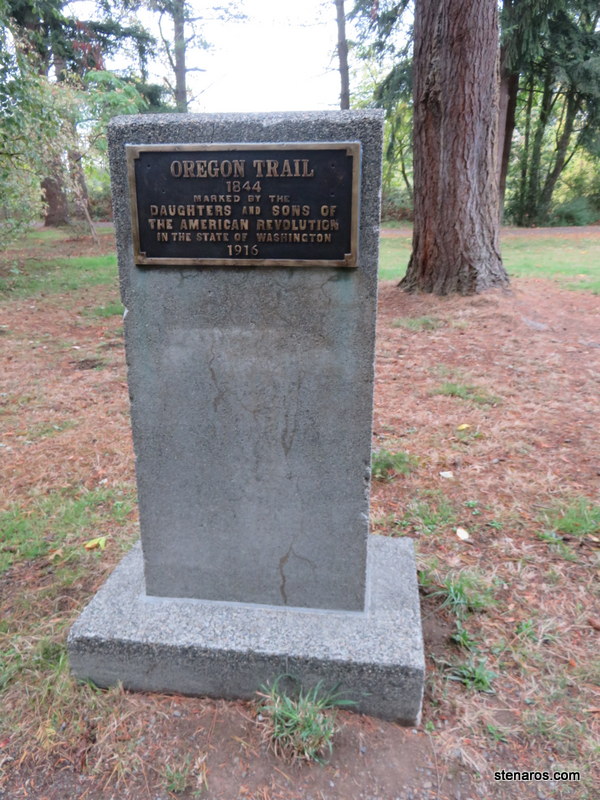 OREGON TRAIL
1844
MARKED BY THE
DAUGHTERS AND SONS OF
THE AMERICAN REVOLUTION
IN THE STATE OF WASHINGTON
1916
stenaros.com